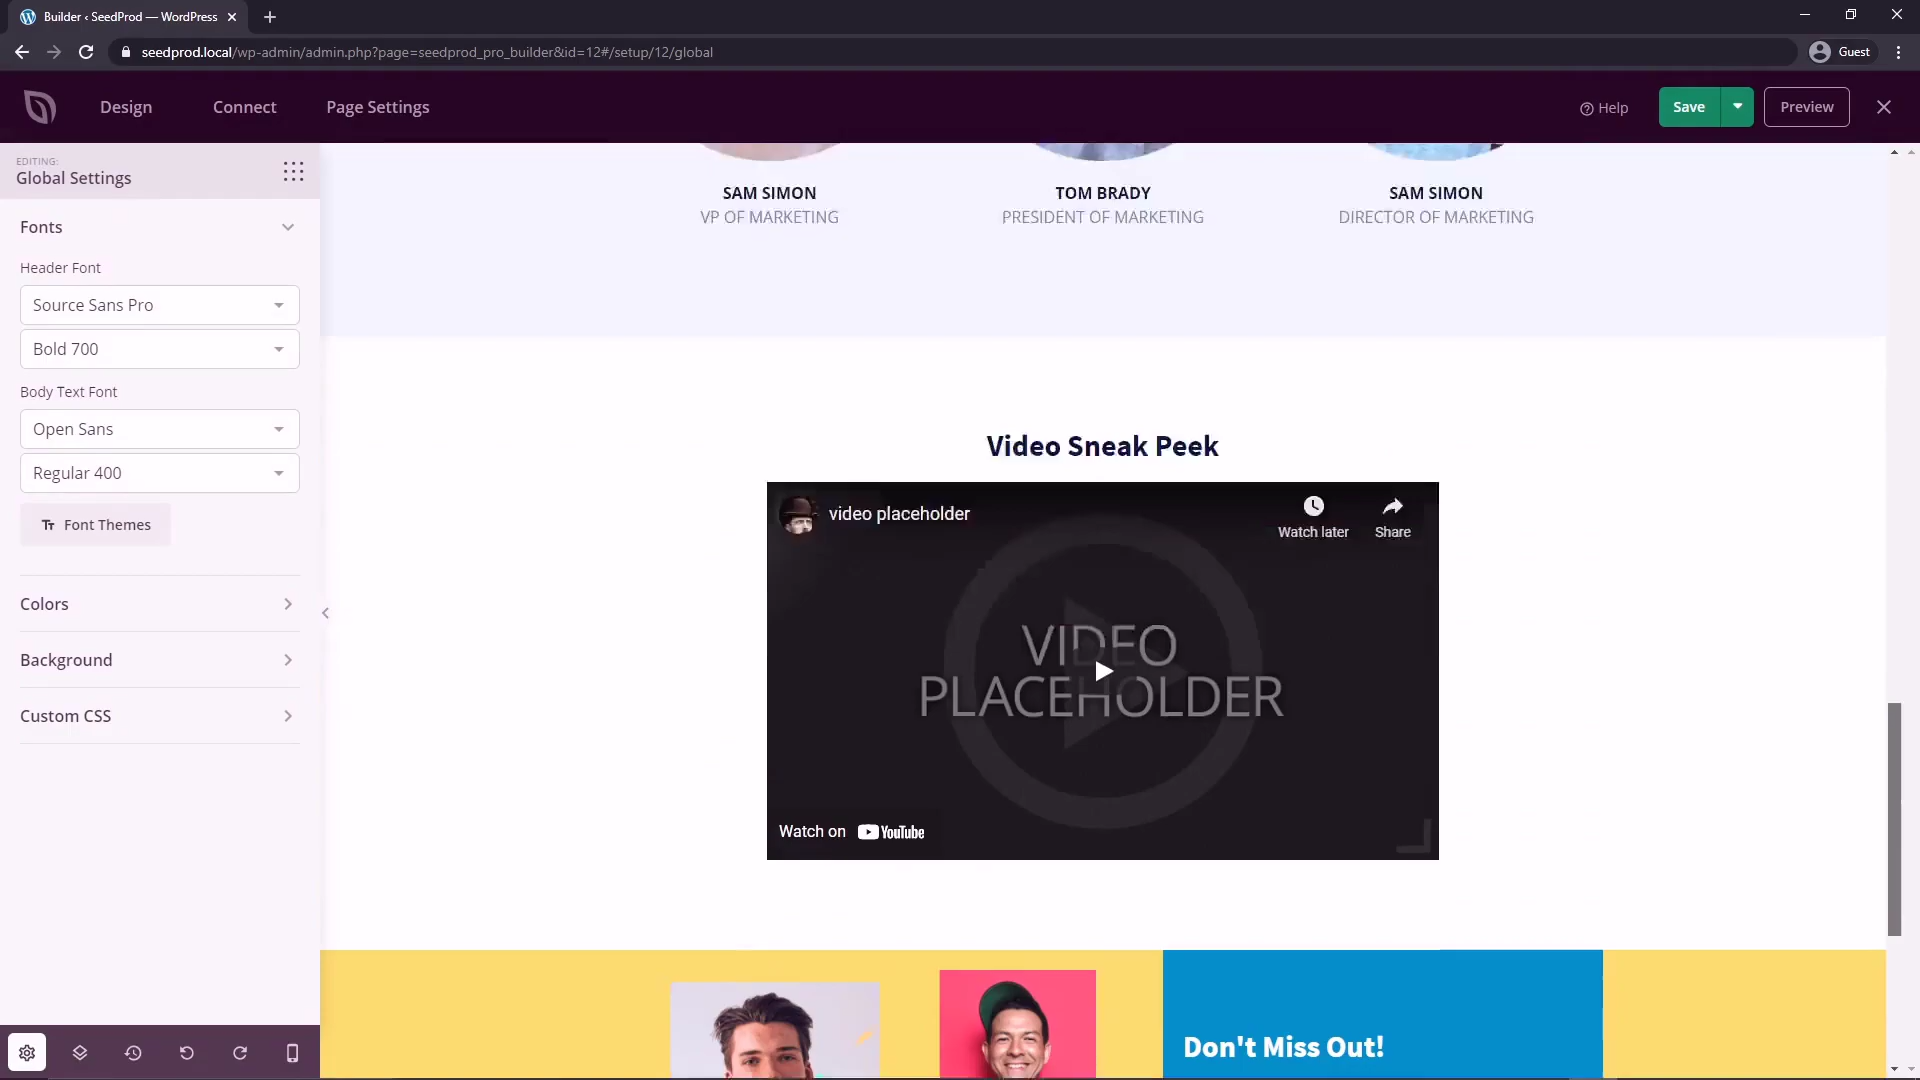 Builder ‹ SeedProd — WordPress
seedprod.local/wp-admin/admin.php?page=seedprod_pro_builder&id=12#/setup/12/global
Guest
Design
Connect
Page Settings
Help
Save
Preview
EDITING:
Global Settings
Fonts
Header Font
Source Sans Pro
Bold 700
Body Text Font
Open Sans
Regular 400
Font Themes
Colors
Background
Custom CSS
SAM SIMON
VP OF MARKETING
TOM BRADY
PRESIDENT OF MARKETING
SAM SIMON
DIRECTOR OF MARKETING
Video Sneak Peek
video placeholder
Watch later
Share
VIDEO
PLACEHOLDER
Watch on YouTube
Don't Miss Out!